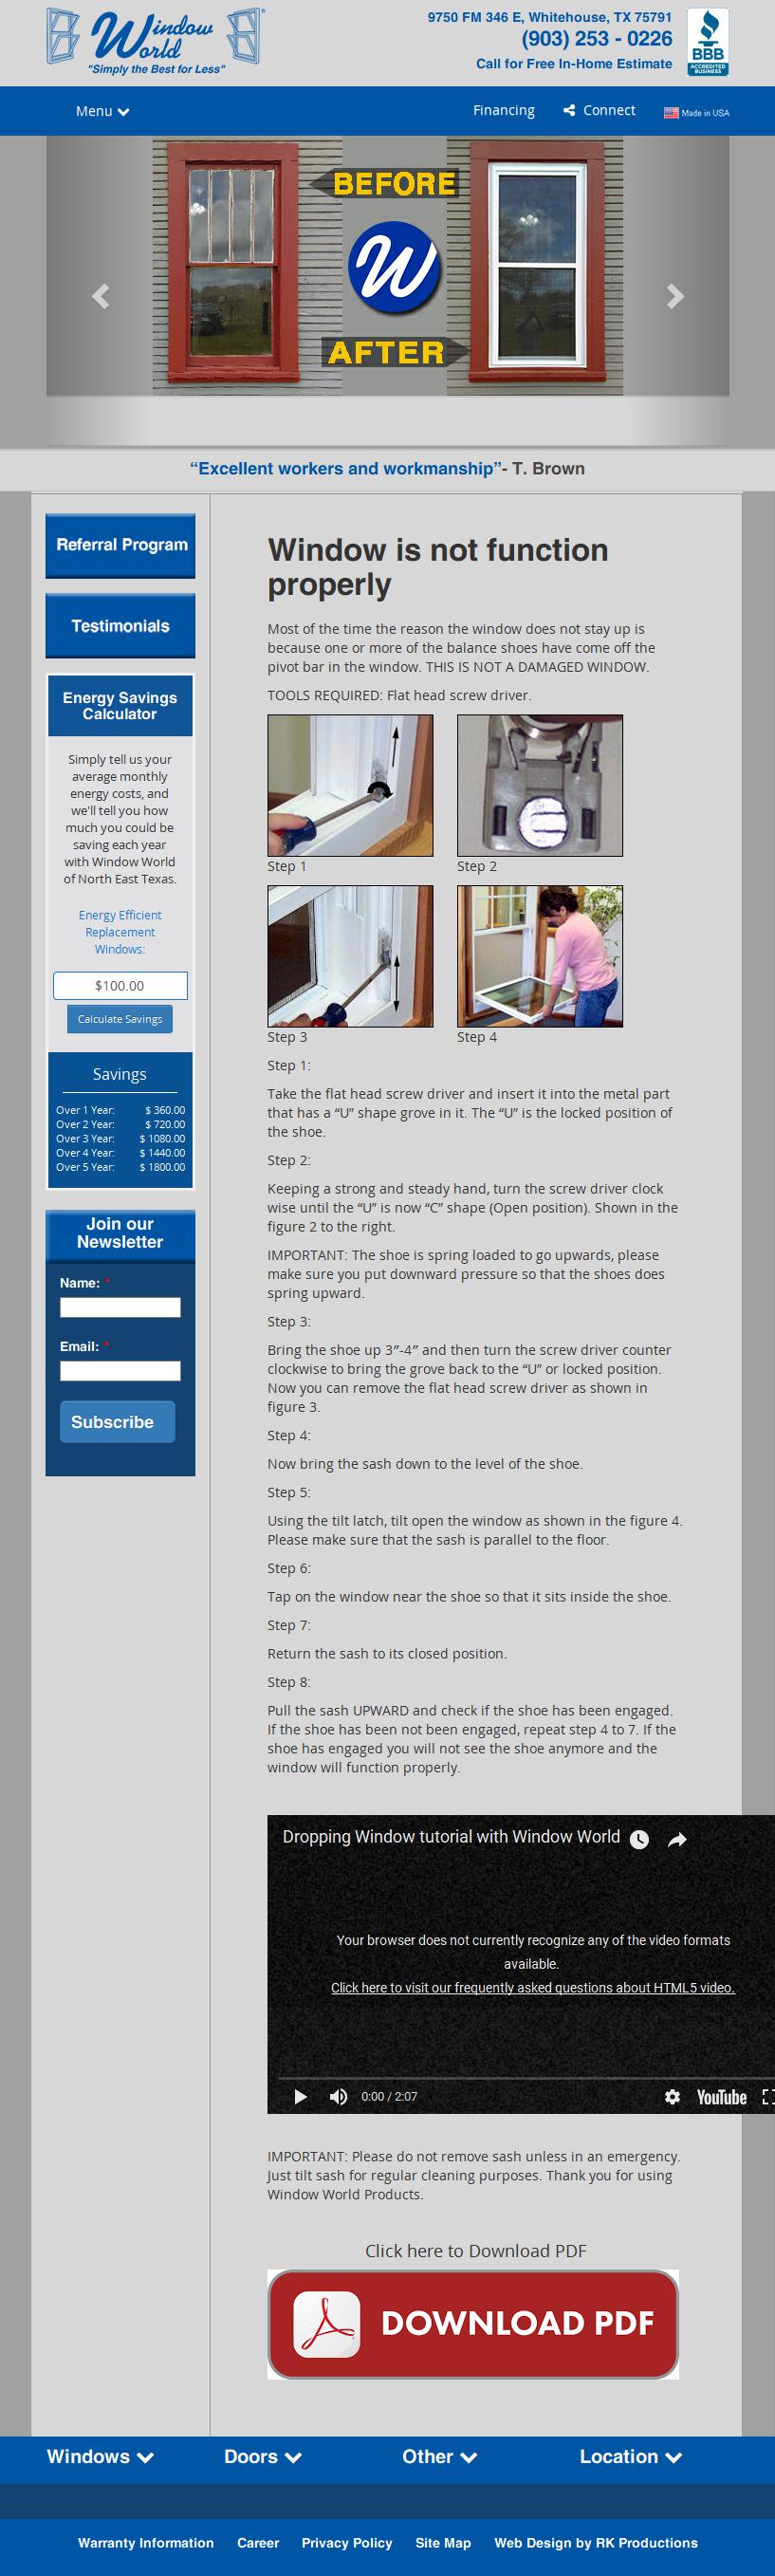 Window World®
"Simply the Best for Less"
9750 FM 346 E, Whitehouse, TX 75791
(903) 253 - 0226
Call for Free In-Home Estimate
BBB
ACCREDITED BUSINESS
Menu
Financing
Connect
Made in USA
BEFORE
W
AFTER
“Excellent workers and workmanship”- T. Brown
Referral Program
Testimonials
Energy Savings
Calculator
Simply tell us your
average monthly
energy costs, and
we'll tell you how
much you could be
saving each year
with Window World
of North East Texas.
Energy Efficient
Replacement
Windows:
$100.00
Calculate Savings
Savings
Over 1 Year: $ 360.00
Over 2 Year: $ 720.00
Over 3 Year: $ 1080.00
Over 4 Year: $ 1440.00
Over 5 Year: $ 1800.00
Join our
Newsletter
Name: *
Email: *
Subscribe
Window is not function
properly
Most of the time the reason the window does not stay up is
because one or more of the balance shoes have come off the
pivot bar in the window. THIS IS NOT A DAMAGED WINDOW.
TOOLS REQUIRED: Flat head screw driver.
Step 1
Step 2
Step 3
Step 4
Step 1:
Take the flat head screw driver and insert it into the metal part
that has a “U” shape grove in it. The “U” is the locked position of
the shoe.
Step 2:
Keeping a strong and steady hand, turn the screw driver clock
wise until the “U” is now “C” shape (Open position). Shown in the
figure 2 to the right.
IMPORTANT: The shoe is spring loaded to go upwards, please
make sure you put downward pressure so that the shoes does
spring upward.
Step 3:
Bring the shoe up 3”-4” and then turn the screw driver counter
clockwise to bring the grove back to the “U” or locked position.
Now you can remove the flat head screw driver as shown in
figure 3.
Step 4:
Now bring the sash down to the level of the shoe.
Step 5:
Using the tilt latch, tilt open the window as shown in the figure 4.
Please make sure that the sash is parallel to the floor.
Step 6:
Tap on the window near the shoe so that it sits inside the shoe.
Step 7:
Return the sash to its closed position.
Step 8:
Pull the sash UPWARD and check if the shoe has been engaged.
If the shoe has been not been engaged, repeat step 4 to 7. If the
shoe has engaged you will not see the shoe anymore and the
window will function properly.
Dropping Window tutorial with Window World
Your browser does not currently recognize any of the video formats
available.
Click here to visit our frequently asked questions about HTML5 video.
0:00 / 2:07
YouTube
IMPORTANT: Please do not remove sash unless in an emergency.
Just tilt sash for regular cleaning purposes. Thank you for using
Window World Products.
Click here to Download PDF
DOWNLOAD PDF
Windows
Doors
Other
Location
Warranty Information
Career
Privacy Policy
Site Map
Web Design by RK Productions